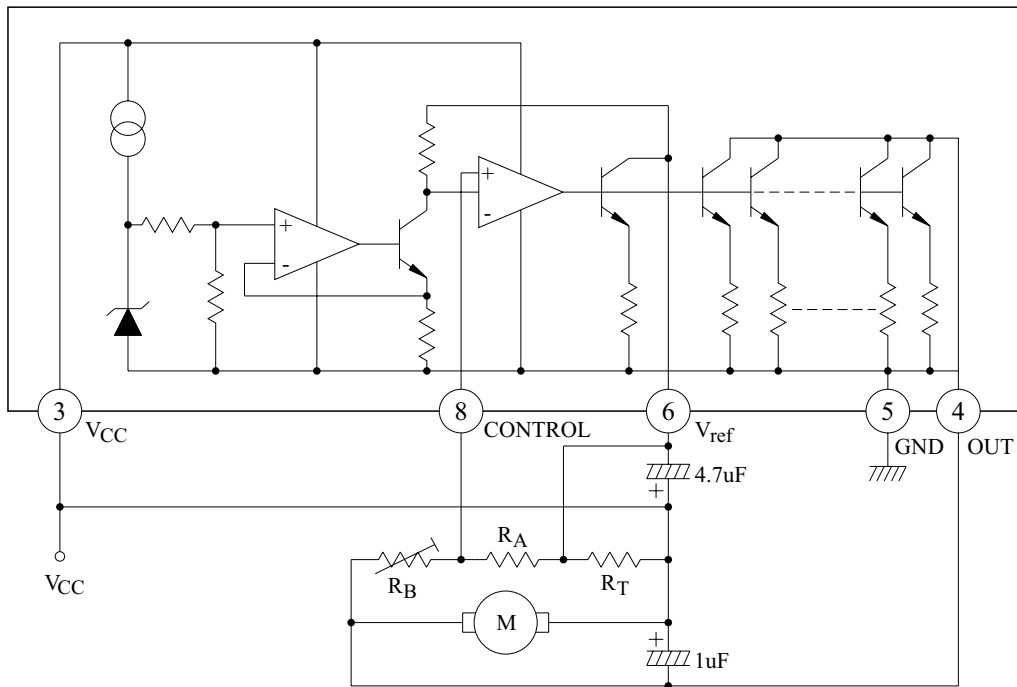 +
-
+
-
3
8
6
5
4
VCC
CONTROL
Vref
GND
OUT
4.7uF
+
VCC
RB
RA
RT
M
+
1uF